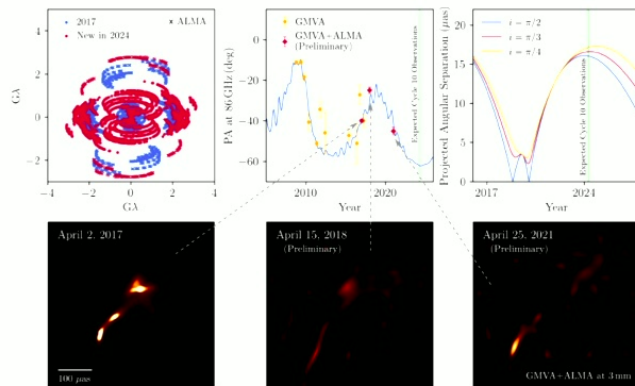 2017
× ALMA
New in 2024
Gλ
2
0
−2
−4
−2
0
2
4
Gλ
GMVA
GMVA+ALMA
(Preliminary)
PA at 86 GHz (deg)
0
−20
−40
−60
2010
2020
Year
Expected Cycle 10 Observations
Projected Angular Separation (μas)
20
15
10
5
0
i = π/2
i = π/3
i = π/4
2017
2024
Year
Expected Cycle 10 Observations
April 2, 2017
100 μas
April 15, 2018
(Preliminary)
April 25, 2021
(Preliminary)
GMVA+ALMA at 3 mm